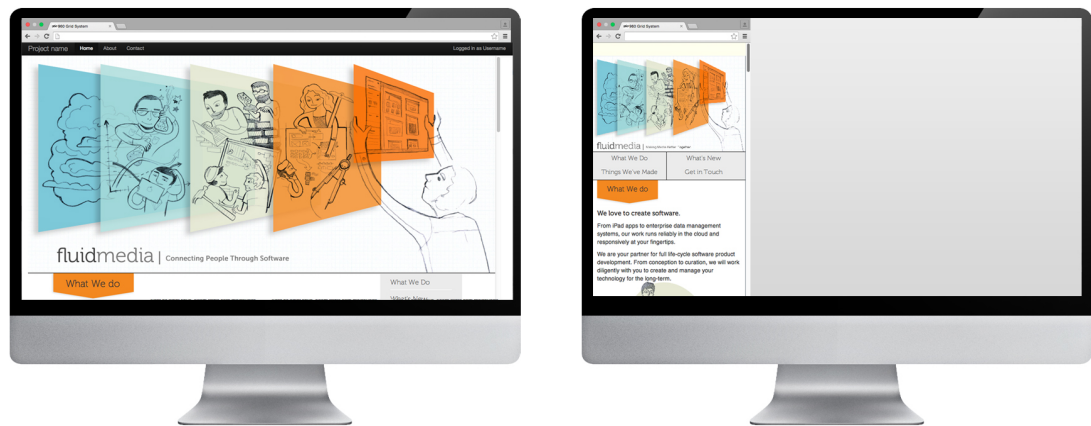 960 Grid System
Project name Home About Contact Logged in as Username
fluidmedia | Connecting People Through Software
What We do
What We Do
What's New
960 Grid System
fluidmedia |
What We Do What's New
Things We've Made Get in Touch
What We do
We love to create software.
From iPad apps to enterprise data management
systems, our work runs reliably in the cloud and
responsively at your fingertips.
We are your partner for full life-cycle software product
development. From conception to curation, we will work
diligently with you to create and manage your
technology for the long-term.